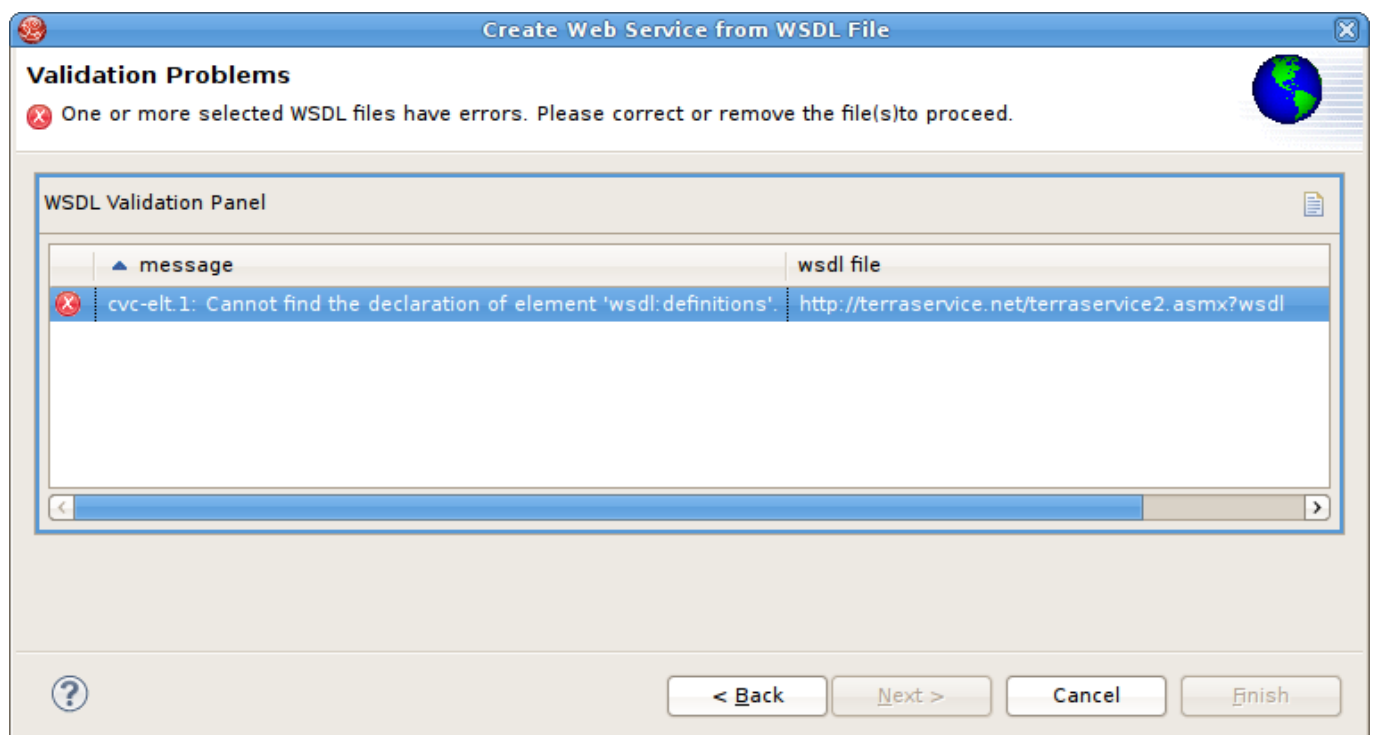 Create Web Service from WSDL File
Validation Problems
One or more selected WSDL files have errors. Please correct or remove the file(s)to proceed.
WSDL Validation Panel
message wsdl file
cvc-elt.1: Cannot find the declaration of element 'wsdl:definitions'. http://terraservice.net/terraservice2.asmx?wsdl
< Back Next > Cancel Finish